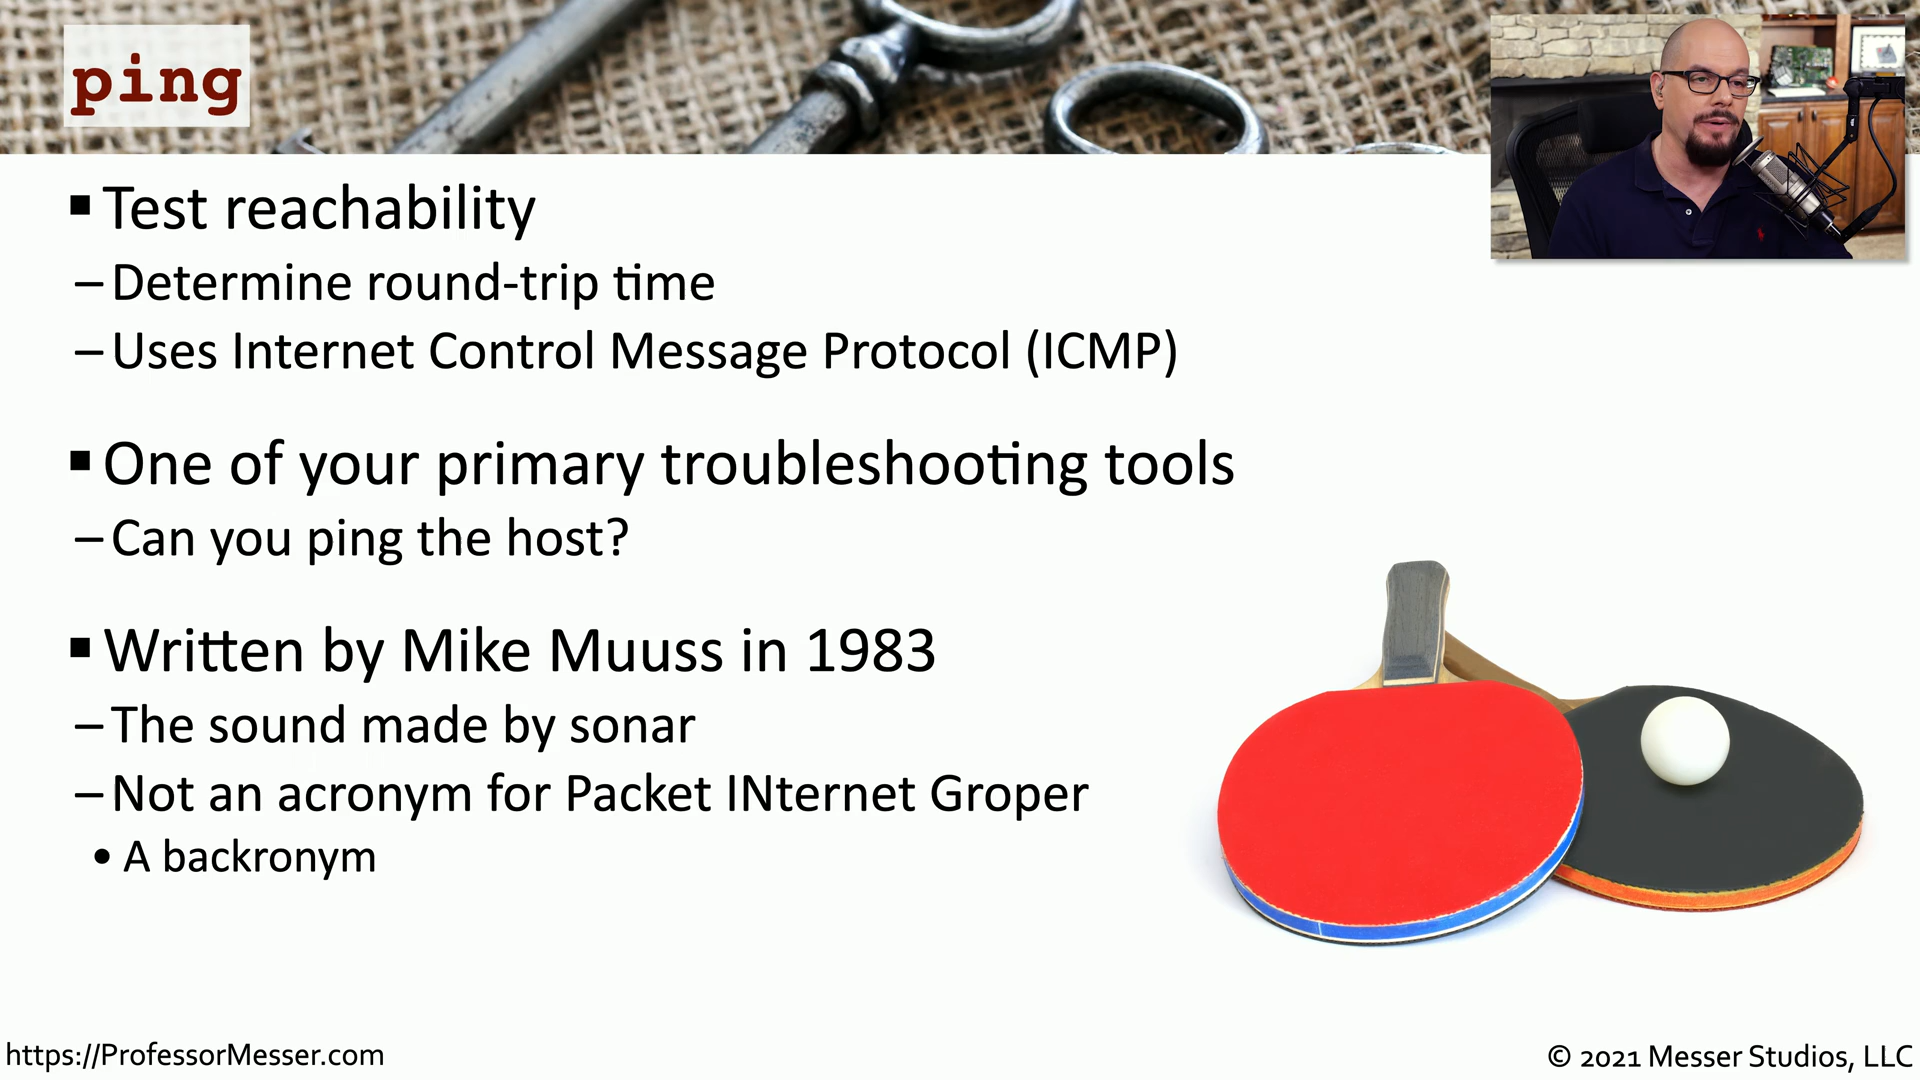 ping
▪ Test reachability
– Determine round-trip time
– Uses Internet Control Message Protocol (ICMP)
▪ One of your primary troubleshooting tools
– Can you ping the host?
▪ Written by Mike Muuss in 1983
– The sound made by sonar
– Not an acronym for Packet INternet Groper
• A backronym
https://ProfessorMesser.com
© 2021 Messer Studios, LLC